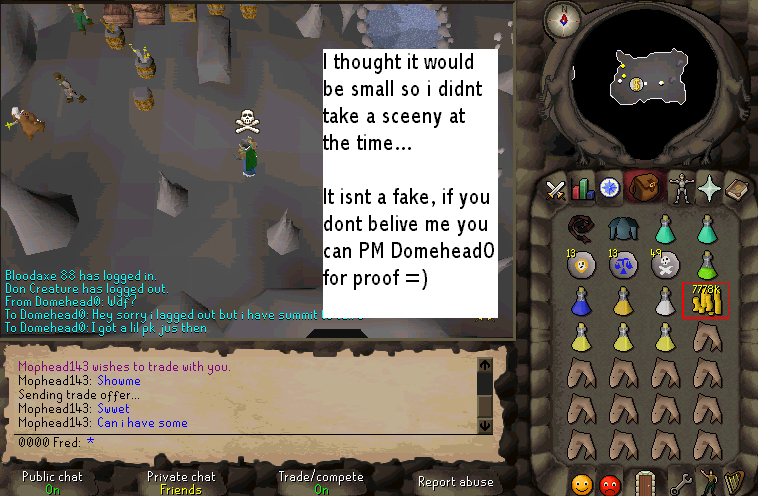 N
I thought it would
be small so i didnt
take a sceeny at
the time...
It isnt a fake, if you
dont belive me you
can PM Domehead0
for proof =)
13
13
49
7778K
Bloodaxe 33 has logged in.
Don Creature has logged out.
From Domehead0: Wdf?
To Domehead0: Hey sorry i lagged out but i have summit to
To Domehead0: I got a lil pk jus then
Mophead143 wishes to trade with you.
Mophead143: Showme
Sending trade offer...
Mophead143: Swwet
Mophead143: Can i have some
0000 Fred: *
Public chat
On
Private chat
Friends
Trade/compete
On
Report abuse